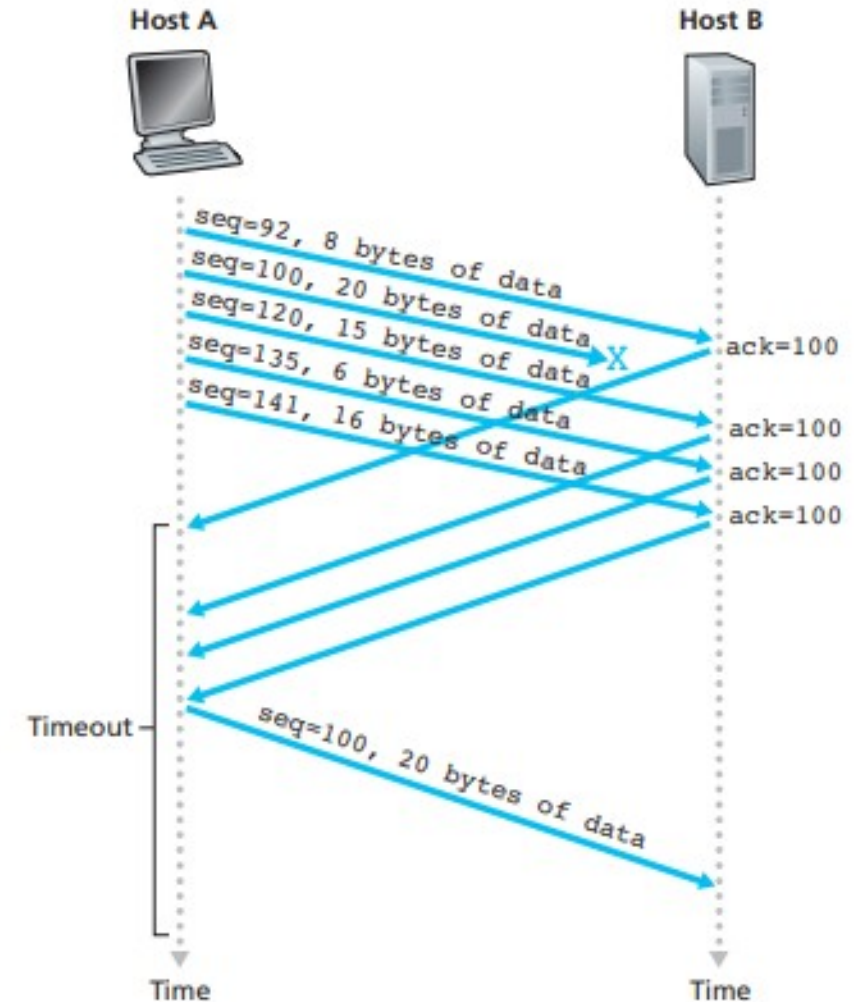 Host A
Host B
seq=92, 8 bytes of data
seq=100, 20 bytes of data
X
seq=120, 15 bytes of data
seq=135, 6 bytes of data
seq=141, 16 bytes of data
ack=100
ack=100
ack=100
ack=100
Timeout
seq=100, 20 bytes of data
Time
Time